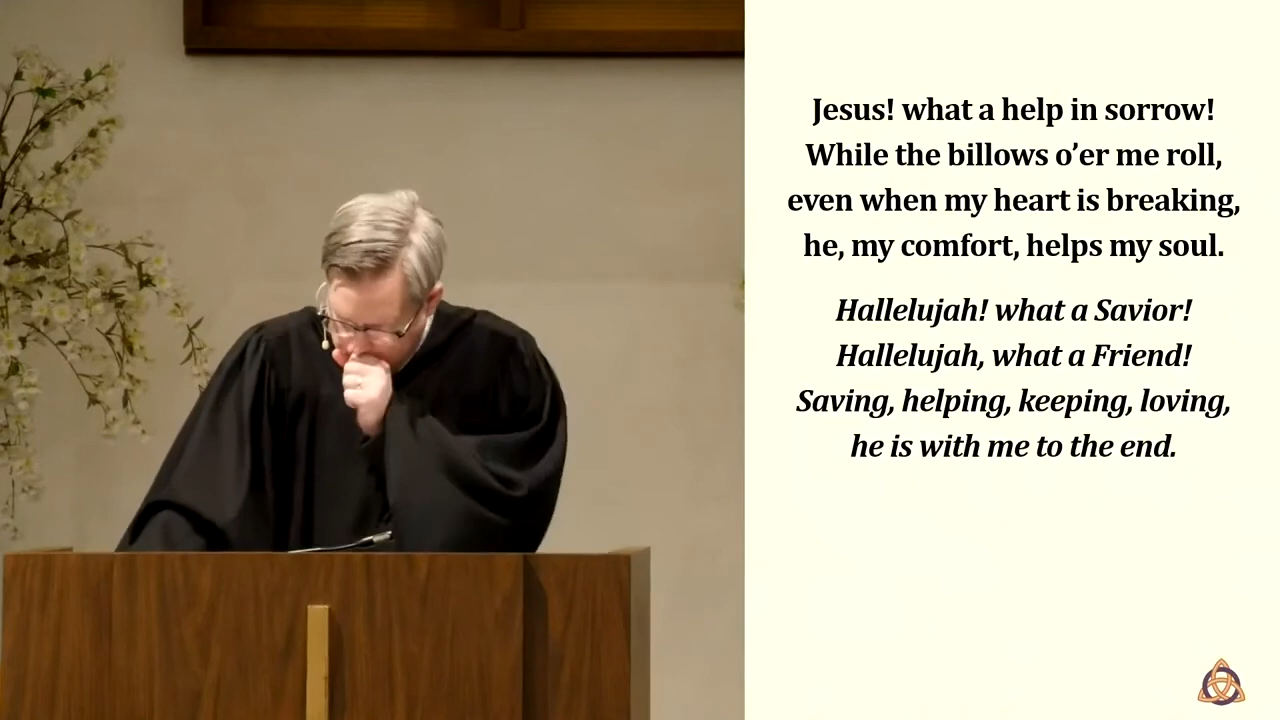 Jesus! what a help in sorrow!
While the billows o’er me roll,
even when my heart is breaking,
he, my comfort, helps my soul.
Hallelujah! what a Savior!
Hallelujah, what a Friend!
Saving, helping, keeping, loving,
he is with me to the end.